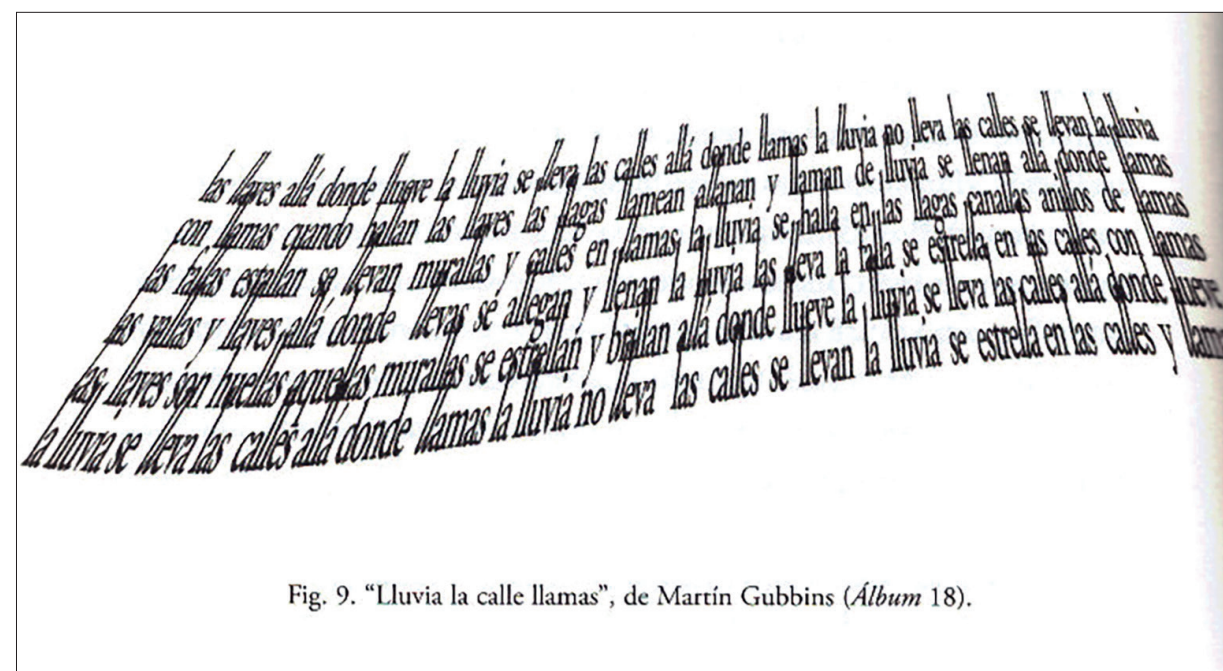 las llaves allá donde llueve la lluvia se lleva las calles allá donde llamas la lluvia no lleva las calles se llevan la lluvia
con llamas cuando hallan las llaves las llagas llamean allanan y llaman de lluvia se llenan allá donde llamas
las fallas estallan se llevan murallas y calles en llamas la lluvia se halla en las llagas canallas anillos de llamas
las vallas y llaves allá donde llevas se allegan y llenan la lluvia las lleva la falla se estrella en las calles con llamas
las llaves son huellas aquellas murallas se estrellan y brillan allá donde llueve la lluvia se lleva las calles allá donde llueve
la lluvia se lleva las calles allá donde llamas la lluvia no lleva las calles se llevan la lluvia se estrella en las calles y
Fig. 9. “Lluvia la calle llamas”, de Martín Gubbins (Álbum 18).